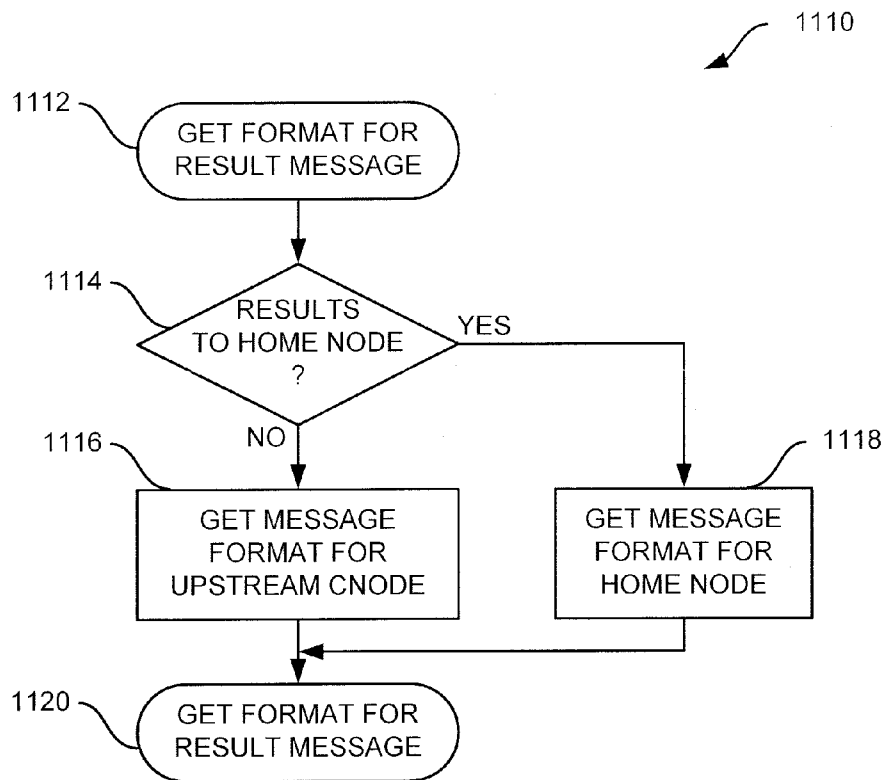 1110
1112
GET FORMAT FOR
RESULT MESSAGE
1114
RESULTS
TO HOME NODE
?
YES
NO
1116
GET MESSAGE
FORMAT FOR
UPSTREAM CNODE
1118
GET MESSAGE
FORMAT FOR
HOME NODE
1120
GET FORMAT FOR
RESULT MESSAGE